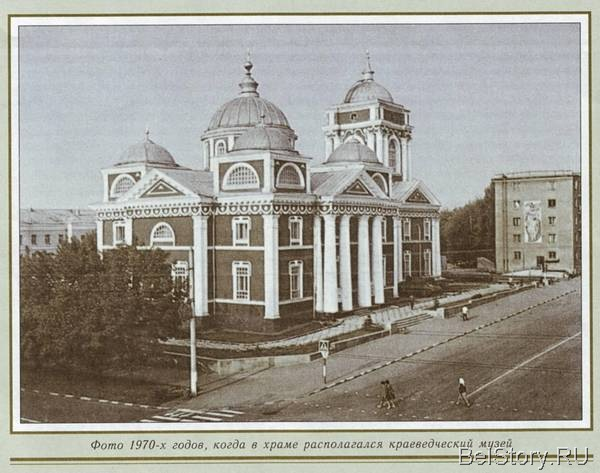 Фото 1970-х годов, когда в храме располагался краеведческий музей
BelStory.RU